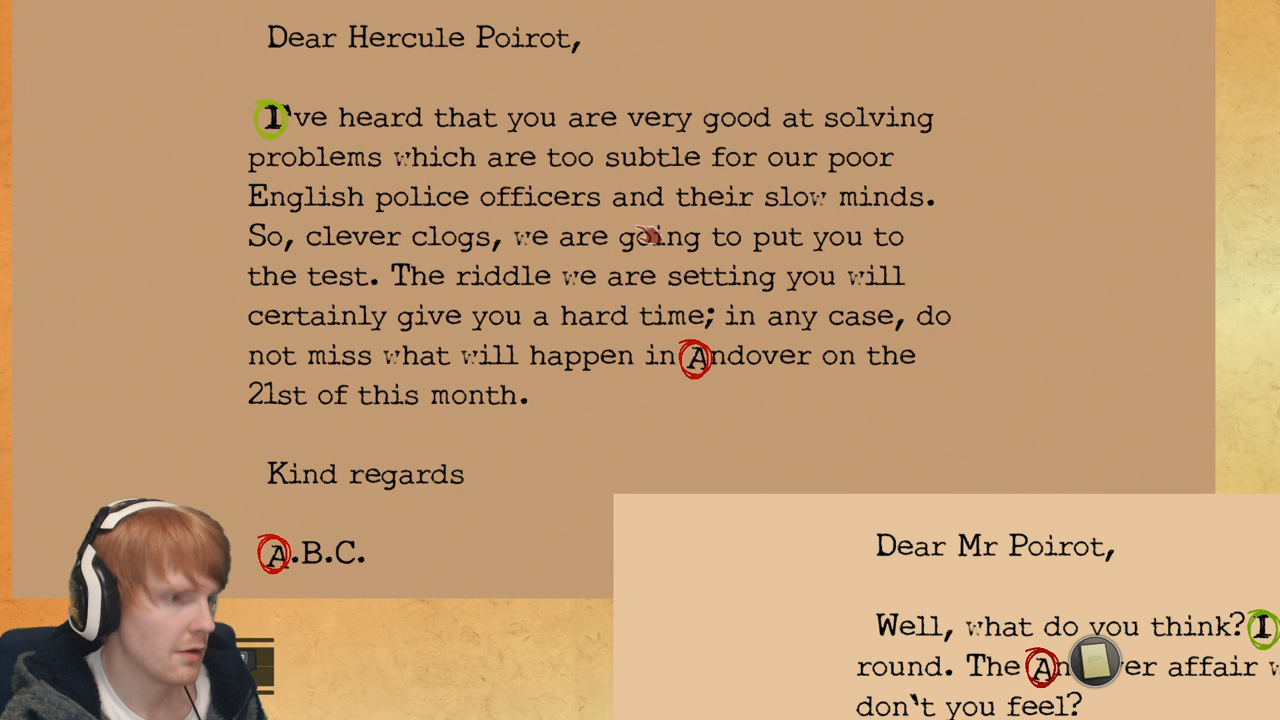 Dear Hercule Poirot,
I've heard that you are very good at solving
problems which are too subtle for our poor
English police officers and their slow minds.
So, clever clogs, we are going to put you to
the test. The riddle we are setting you will
certainly give you a hard time; in any case, do
not miss what will happen in Andover on the
21st of this month.
Kind regards
A.B.C.
Dear Mr Poirot,
Well, what do you think? I
round. The Andover affair w
don't you feel?